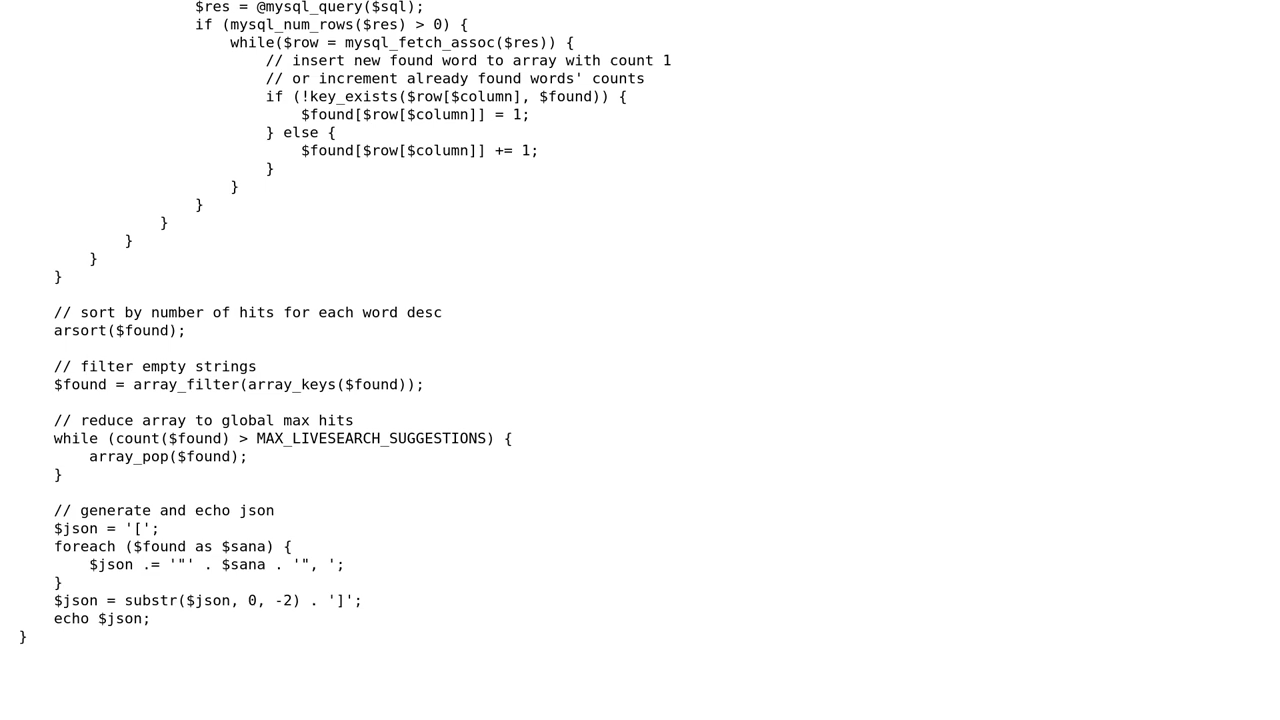 $res = @mysql_query($sql);
if (mysql_num_rows($res) > 0) {
while($row = mysql_fetch_assoc($res)) {
// insert new found word to array with count 1
// or increment already found words' counts
if (!key_exists($row[$column], $found)) {
$found[$row[$column]] = 1;
} else {
$found[$row[$column]] += 1;
}
}
}
}
}
}
}
// sort by number of hits for each word desc
arsort($found);
// filter empty strings
$found = array_filter(array_keys($found));
// reduce array to global max hits
while (count($found) > MAX_LIVESEARCH_SUGGESTIONS) {
array_pop($found);
}
// generate and echo json
$json = '[';
foreach ($found as $sana) {
$json .= '"' . $sana . '", ';
}
$json = substr($json, 0, -2) . ']';
echo $json;
}